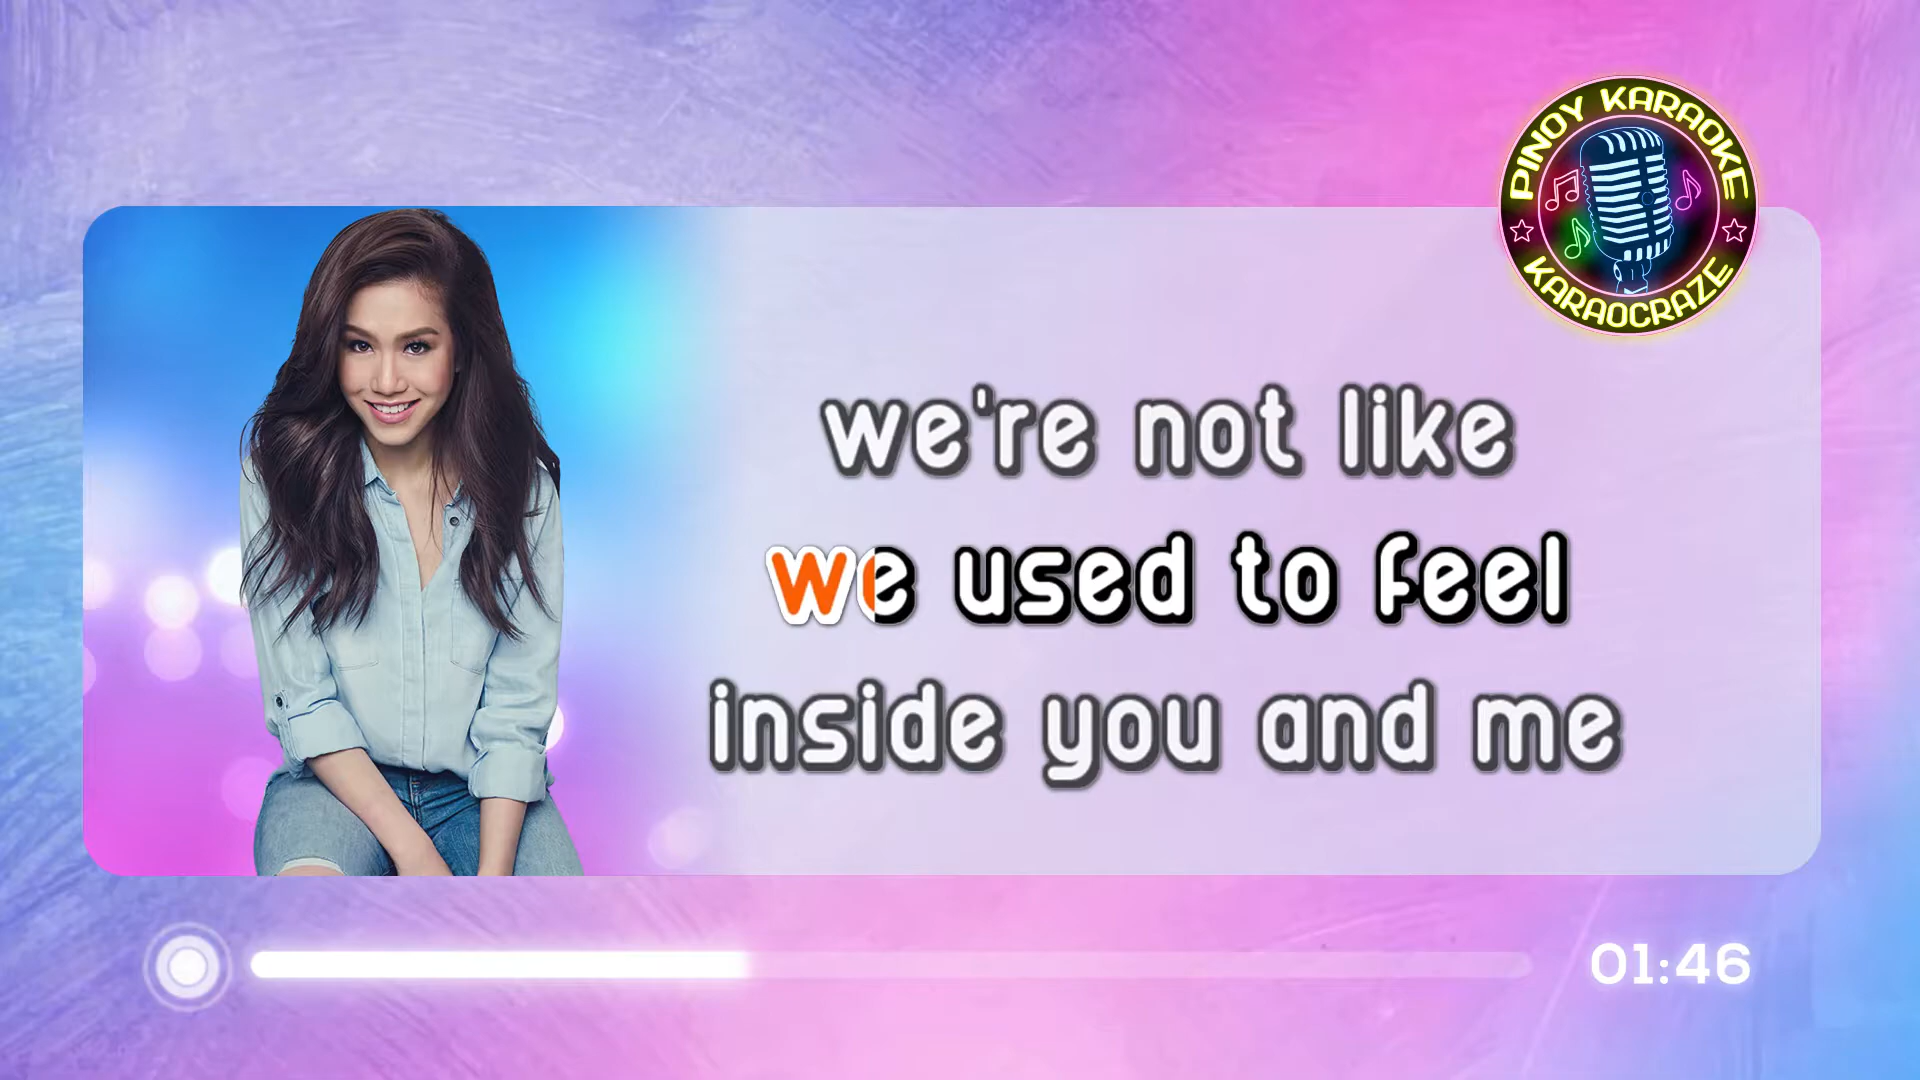 PINOY KARAOKE
KARAOCRAZE
we're not like
we used to feel
inside you and me
01:46